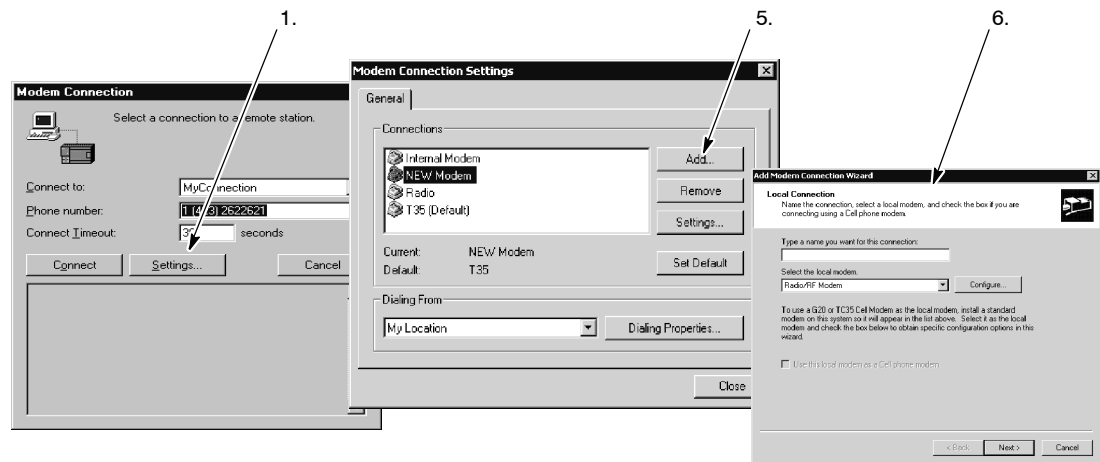 1.
5.
6.
Modem Connection
Select a connection to a remote station.
Connect to:
MyConnection
Phone number:
Connect Timeout:
seconds
Connect
Settings...
Cancel
Modem Connection Settings
General
Connections
Internal Modem
NEW Modem
Radio
T35 (Default)
Add...
Remove
Settings...
Set Default
Current: NEW Modem
Default: T35
Dialing From
My Location
Dialing Properties...
Close
Add Modem Connection Wizard
Local Connection
Name the connection, select a local modem, and check the box if you are
connecting using a Cell phone modem.
Type a name you want for this connection:
Select the local modem.
Radio/RF Modem
Configure...
To use a G20 or TC35 Cell Modem as the local modem, install a standard
modem on this system so it will appear in the list above. Select it as the local
modem and check the box below to obtain specific configuration options in this
wizard.
Use this local modem as a Cell phone modem
< Back
Next >
Cancel